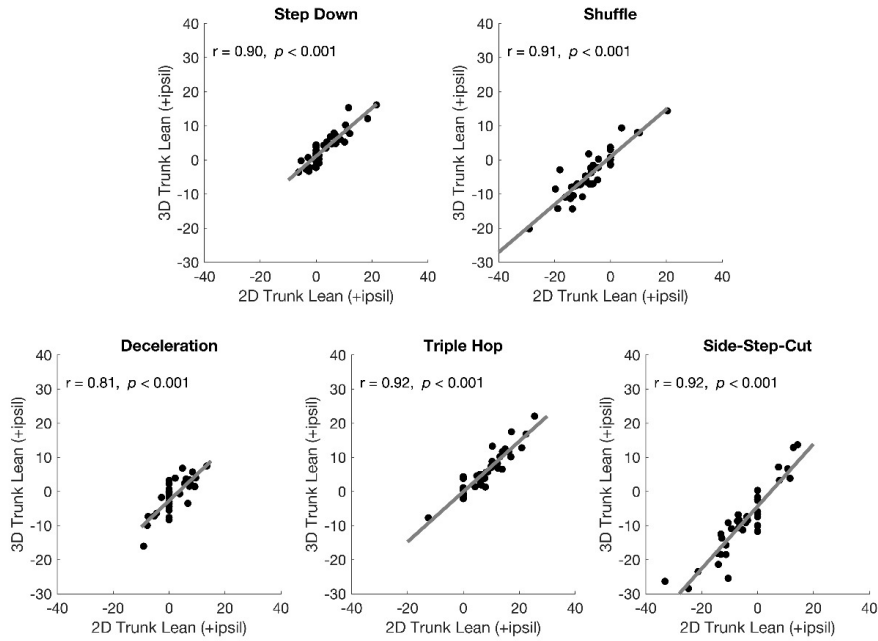 Step Down
40
30
20
10
0
-10
-20
-30
r = 0.90, p < 0.001
3D Trunk Lean (+ipsil)
-40 -20 0 20 40
2D Trunk Lean (+ipsil)
Shuffle
40
30
20
10
0
-10
-20
-30
r = 0.91, p < 0.001
3D Trunk Lean (+ipsil)
-40 -20 0 20 40
2D Trunk Lean (+ipsil)
Deceleration
40
30
20
10
0
-10
-20
-30
r = 0.81, p < 0.001
3D Trunk Lean (+ipsil)
-40 -20 0 20 40
2D Trunk Lean (+ipsil)
Triple Hop
40
30
20
10
0
-10
-20
-30
r = 0.92, p < 0.001
3D Trunk Lean (+ipsil)
-40 -20 0 20 40
2D Trunk Lean (+ipsil)
Side-Step-Cut
40
30
20
10
0
-10
-20
-30
r = 0.92, p < 0.001
3D Trunk Lean (+ipsil)
-40 -20 0 20 40
2D Trunk Lean (+ipsil)